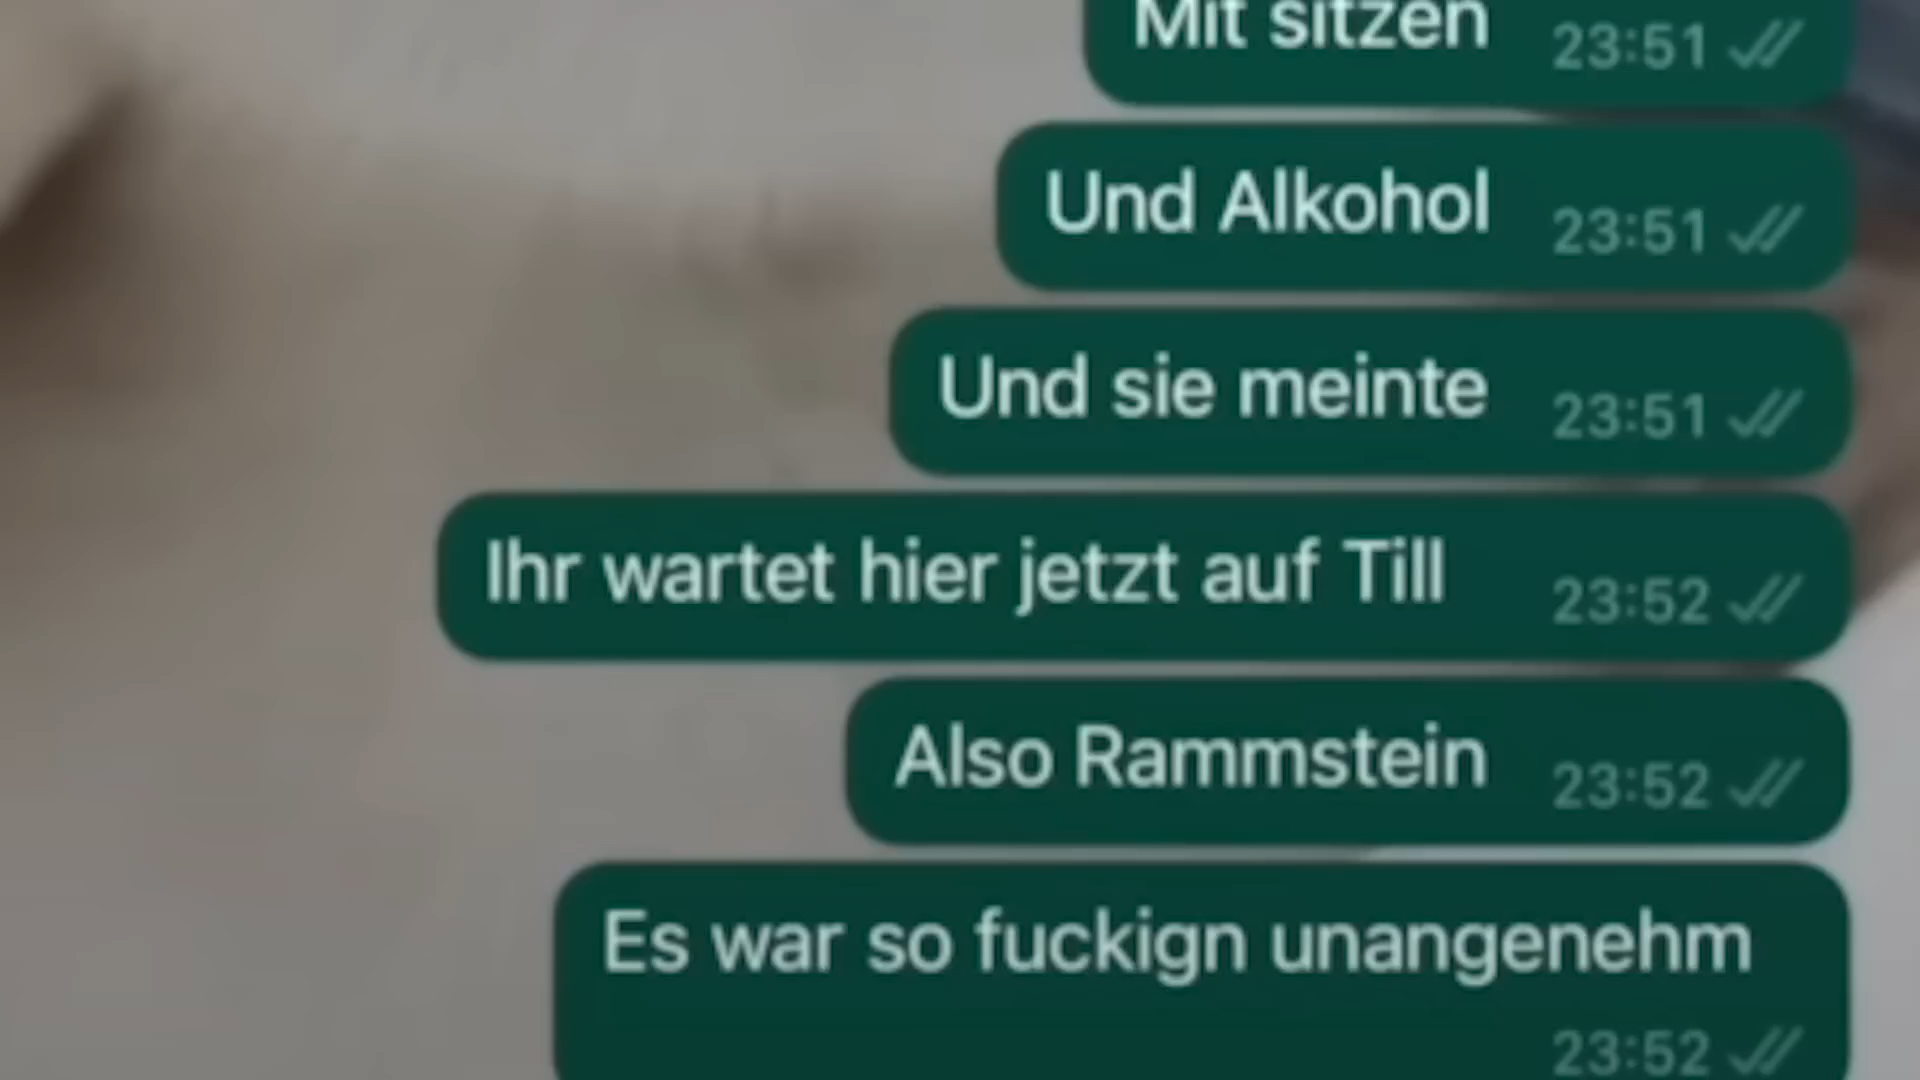 Mit sitzen 23:51
Und Alkohol 23:51
Und sie meinte 23:51
Ihr wartet hier jetzt auf Till 23:52
Also Rammstein 23:52
Es war so fuckign unangenehm
23:52